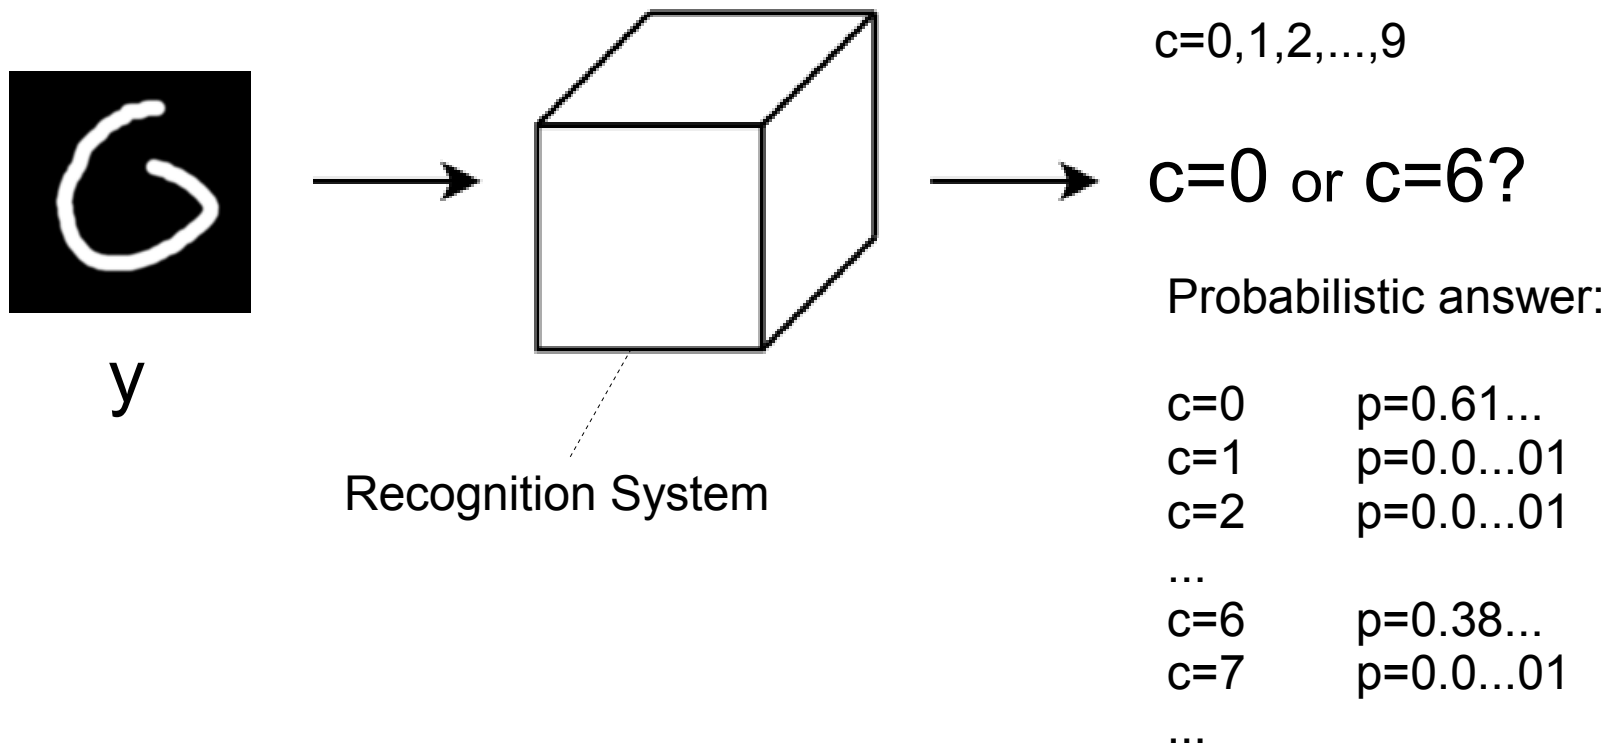 y
Recognition System
c=0,1,2,...,9
c=0 or c=6?
Probabilistic answer:
c=0 p=0.61...
c=1 p=0.0...01
c=2 p=0.0...01
...
c=6 p=0.38...
c=7 p=0.0...01
...